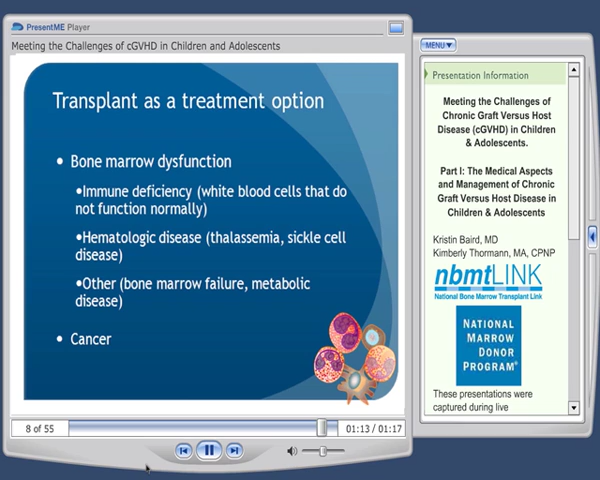 PresentME Player
Meeting the Challenges of cGVHD in Children and Adolescents
Transplant as a treatment option
• Bone marrow dysfunction
•Immune deficiency (white blood cells that do
not function normally)
•Hematologic disease (thalassemia, sickle cell
disease)
•Other (bone marrow failure, metabolic
disease)
• Cancer
8 of 55
01:13 / 01:17
MENU
Presentation Information
Meeting the Challenges of
Chronic Graft Versus Host
Disease (cGVHD) in Children
& Adolescents.
Part I: The Medical Aspects
and Management of Chronic
Graft Versus Host Disease in
Children & Adolescents
Kristin Baird, MD
Kimberly Thormann, MA, CPNP
nbmtLINK
National Bone Marrow Transplant Link
NATIONAL
MARROW
DONOR
PROGRAM®
These presentations were
captured during live